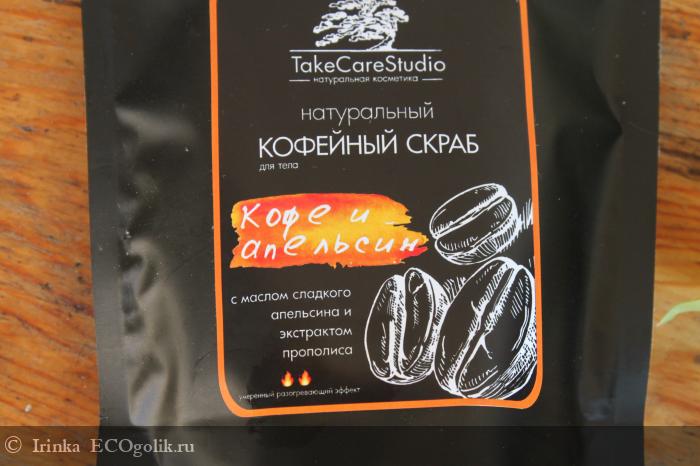 TakeCareStudio
натуральная косметика
натуральный
КОФЕЙНЫЙ СКРАБ
для тела
Кофе и
апельсин
с маслом сладкого
апельсина и
экстрактом
прополиса
умеренный разогревающий эффект
© Irinka ECOgolik.ru